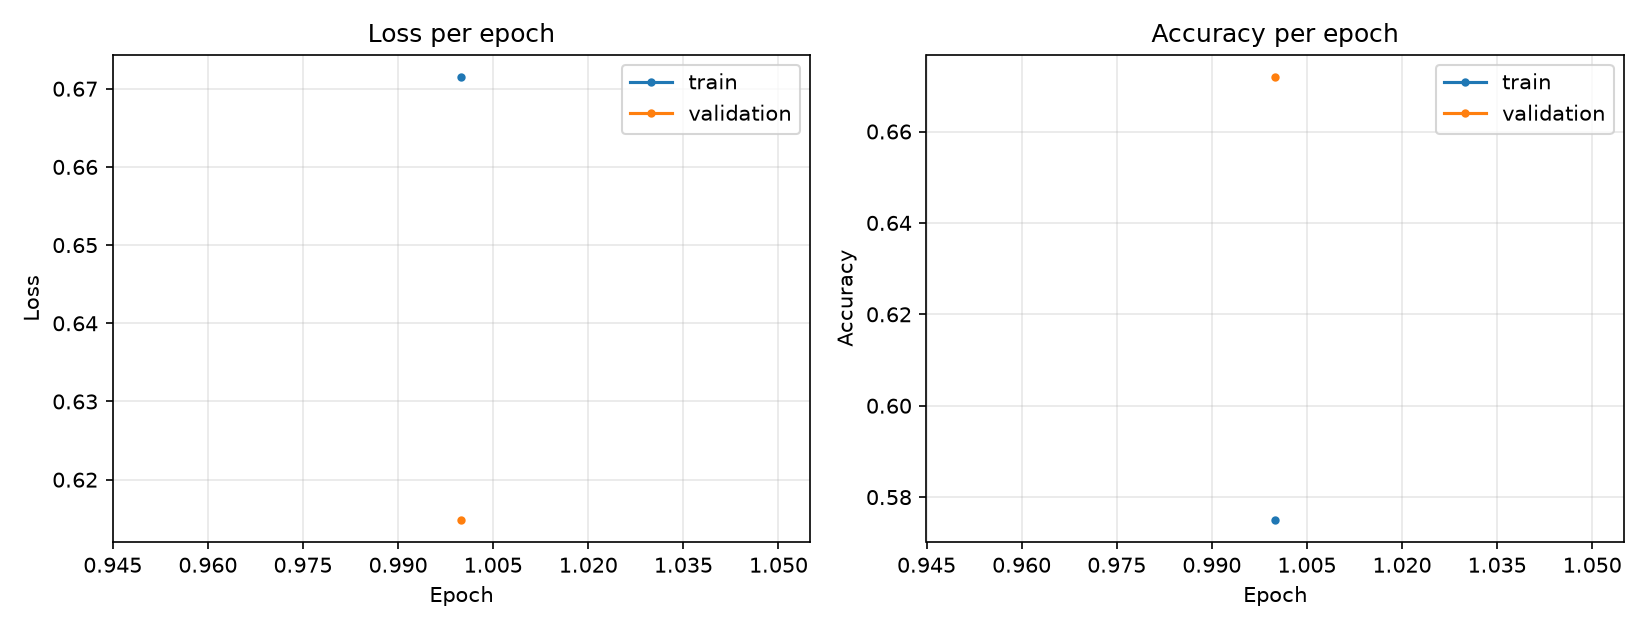 Loss per epoch
train
validation
0.67
0.66
0.65
0.64
0.63
0.62
Loss
0.945 0.960 0.975 0.990 1.005 1.020 1.035 1.050
Epoch
Accuracy per epoch
train
validation
0.66
0.64
0.62
0.60
0.58
Accuracy
0.945 0.960 0.975 0.990 1.005 1.020 1.035 1.050
Epoch